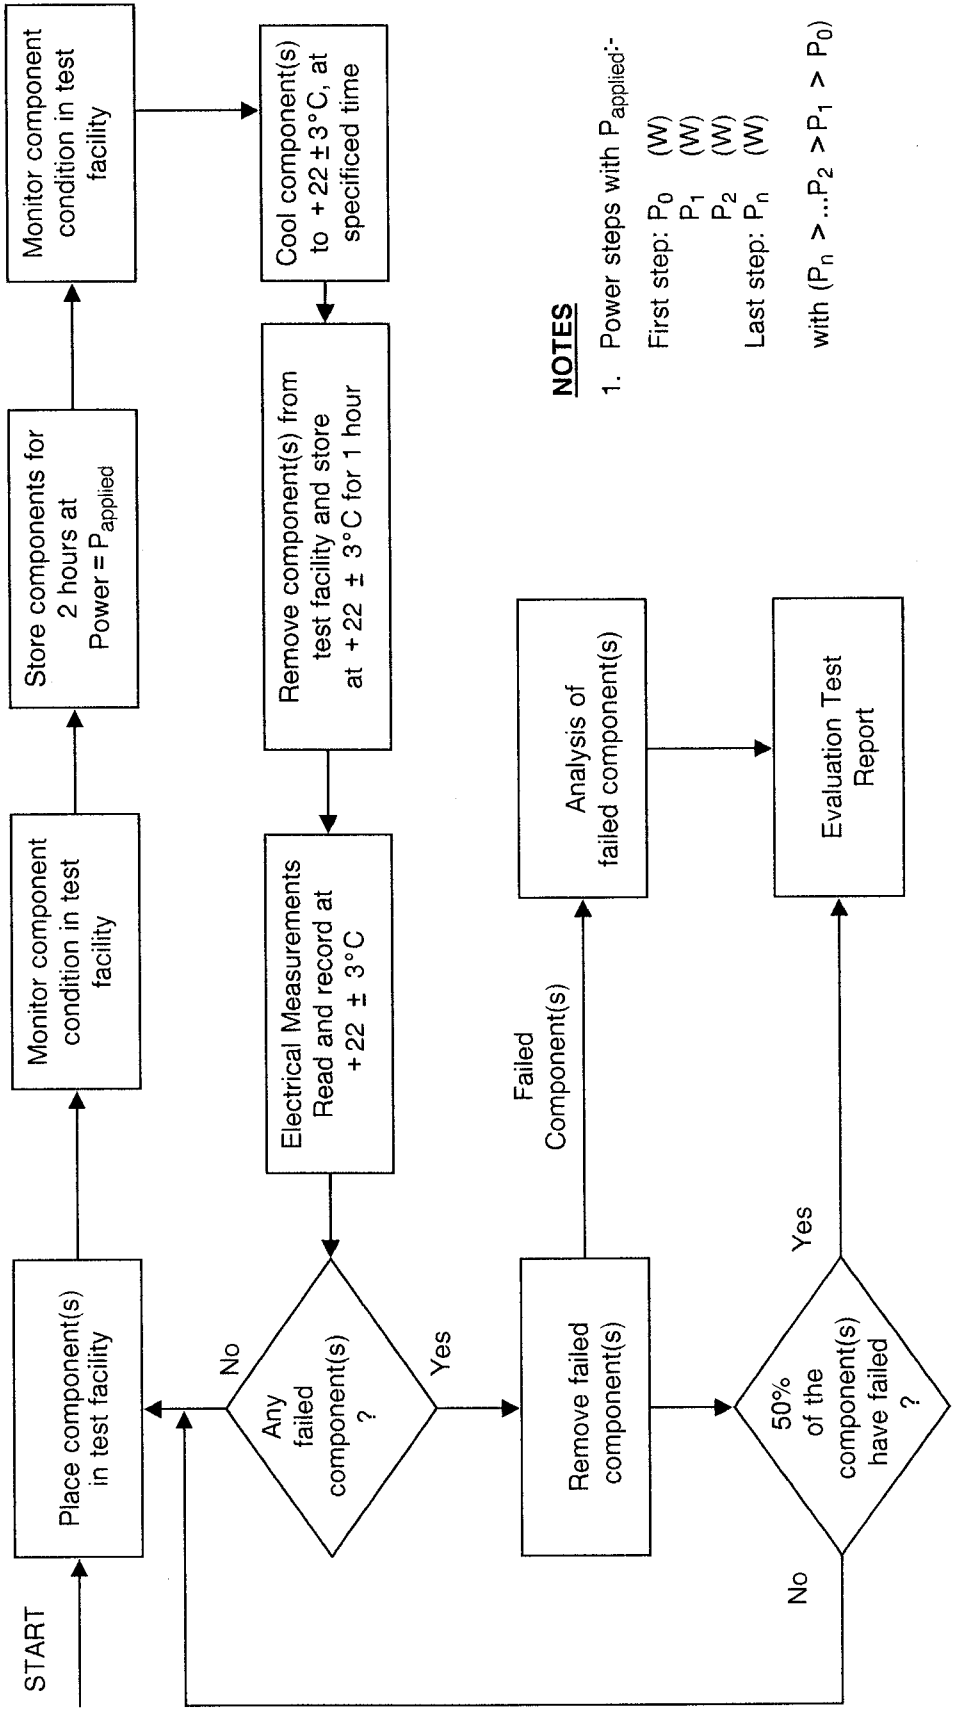 START
Place component(s)
in test facility
Monitor component
condition in test
facility
Store components for
2 hours at
Power = Papplied
Monitor component
condition in test
facility
Cool component(s)
to +22 ± 3°C, at
specificed time
Remove component(s) from
test facility and store
at +22 ± 3°C for 1 hour
Electrical Measurements
Read and record at
+22 ± 3°C
Any
failed
component(s)
?
No
Yes
Remove failed
component(s)
Failed
Component(s)
Analysis of
failed component(s)
50%
of the
component(s)
have failed
?
No
Yes
Evaluation Test
Report
NOTES
1. Power steps with Papplied:-
First step: P0 (W)
P1 (W)
P2 (W)
Last step: Pn (W)
with (Pn > ...P2 >P1 > P0)